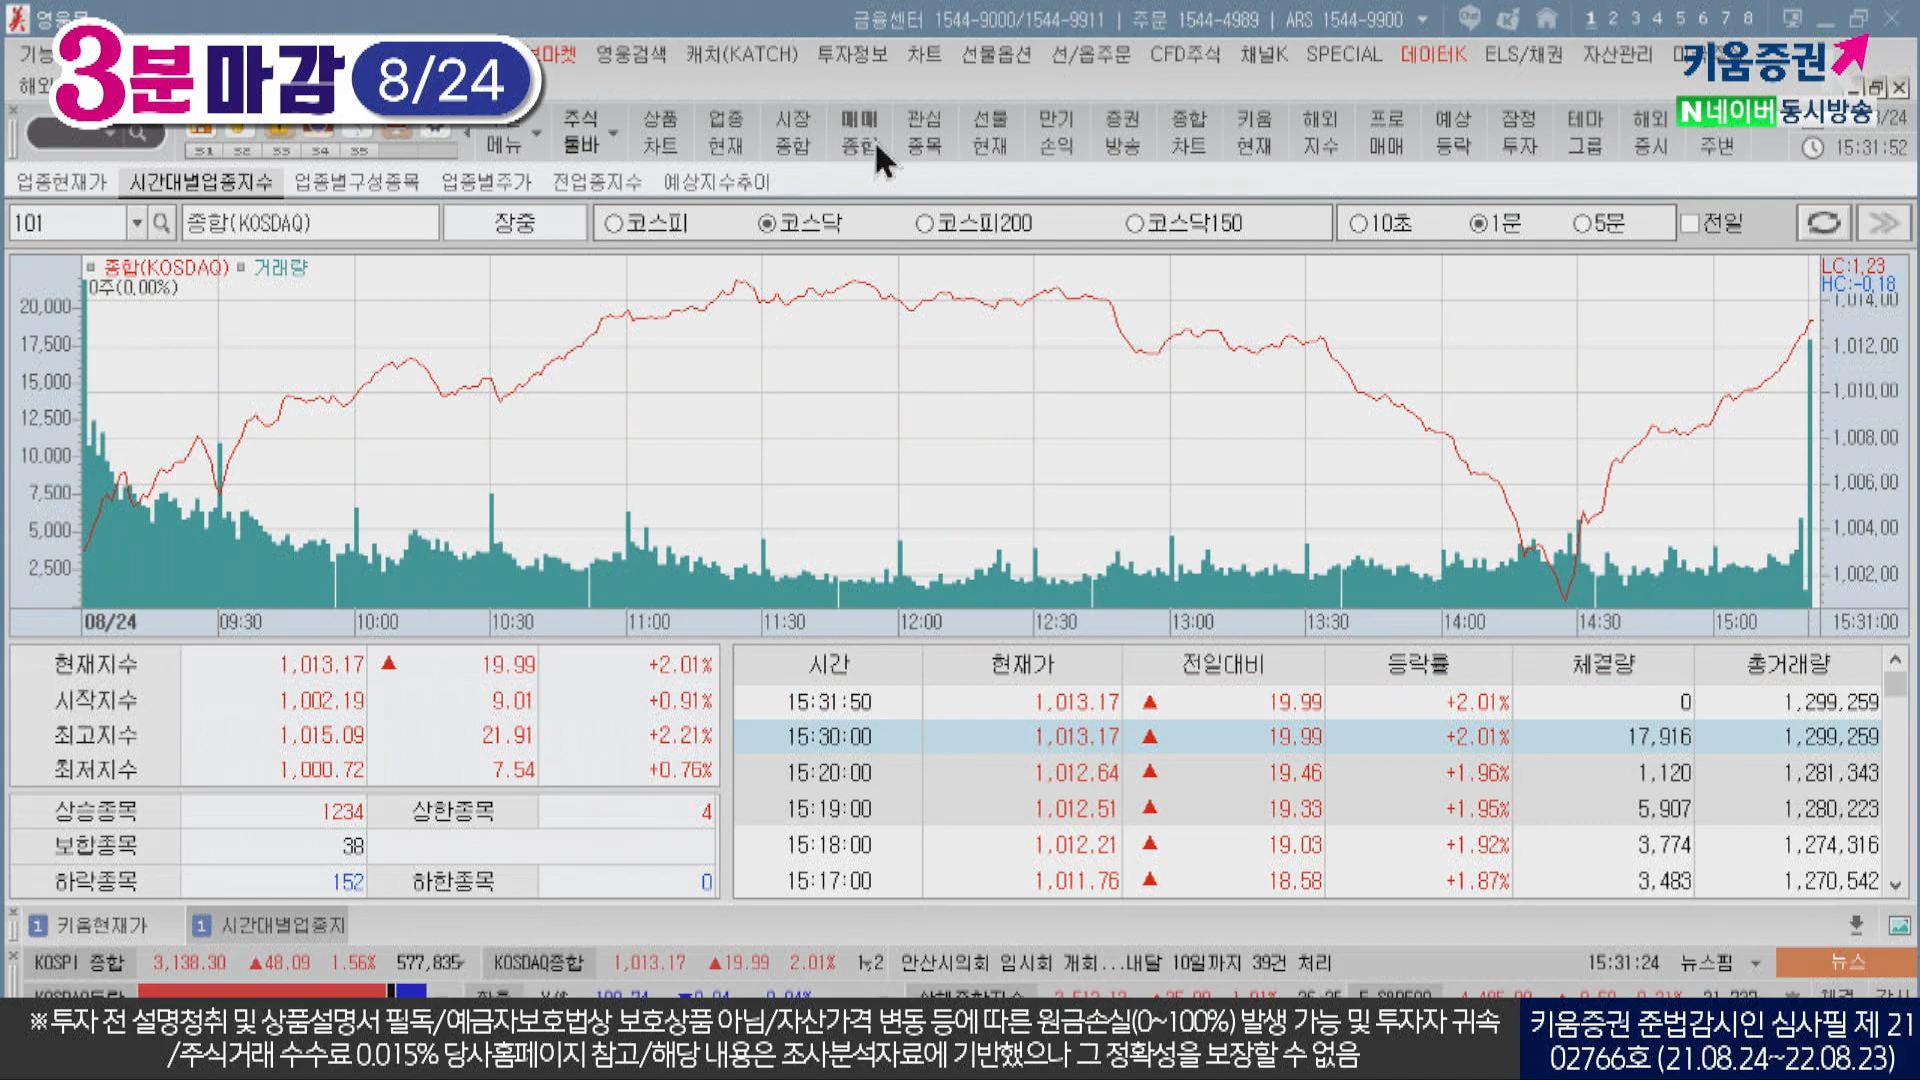 영웅문
금융센터 1544-9000/1544-9911 | 주문 1544-4989 | ARS 1544-9900
1 2 3 4 5 6 7 8
3분 마감 8/24
기능
영웅검색 캐치(KATCH) 투자정보 차트 선물옵션 선/옵주문 CFD주식 채널K SPECIAL 데이터K ELS/채권 자산관리
키움증권
N 네이버 동시방송
31 32 33 34 35
메뉴
주식 툴바
상품 차트
업종 현재
시장 종합
매매 종합
관심 종목
선물 현재
만기 손익
증권 방송
종합 차트
키움 현재
해외 지수
프로 매매
예상 등락
잠정 투자
테마 그룹
해외 증시
주변
15:31:52
업종현재가 시간대별업종지수 업종별구성종목 업종별주가 전업종지수 예상지수추이
101 종합(KOSDAQ) 장중 코스피 코스닥 코스피200 코스닥150 10초 1분 5분 전일
종합(KOSDAQ) 거래량
0주(0.00%)
LC:1.23
HC:-0.18
20,000
17,500
15,000
12,500
10,000
7,500
5,000
2,500
1,014.00
1,012.00
1,010.00
1,008.00
1,006.00
1,004.00
1,002.00
08/24 09:30 10:00 10:30 11:00 11:30 12:00 12:30 13:00 13:30 14:00 14:30 15:00 15:31:00
현재지수 1,013.17 ▲ 19.99 +2.01%
시작지수 1,002.19 9.01 +0.91%
최고지수 1,015.09 21.91 +2.21%
최저지수 1,000.72 7.54 +0.76%
상승종목 1234 상한종목 4
보합종목 38
하락종목 152 하한종목 0
시간 현재가 전일대비 등락률 체결량 총거래량
15:31:50 1,013.17 ▲ 19.99 +2.01% 0 1,299,259
15:30:00 1,013.17 ▲ 19.99 +2.01% 17,916 1,299,259
15:20:00 1,012.64 ▲ 19.46 +1.96% 1,120 1,281,343
15:19:00 1,012.51 ▲ 19.33 +1.95% 5,907 1,280,223
15:18:00 1,012.21 ▲ 19.03 +1.92% 3,774 1,274,316
15:17:00 1,011.76 ▲ 18.58 +1.87% 3,483 1,270,542
1 키움현재가 1 시간대별업종지
KOSPI 종합 3,138.30 ▲48.09 1.56% 577,835 KOSDAQ종합 1,013.17 ▲19.99 2.01% 안산시의회 임시회 개회...내달 10일까지 39건 처리 15:31:24 뉴스핌 뉴스
※투자 전 설명청취 및 상품설명서 필독/예금자보호법상 보호상품 아님/자산가격 변동 등에 따른 원금손실(0~100%) 발생 가능 및 투자자 귀속
/주식거래 수수료 0.015% 당사홈페이지 참고/해당 내용은 조사분석자료에 기반했으나 그 정확성을 보장할 수 없음
키움증권 준법감시인 심사필 제 21
02766호 (21.08.24~22.08.23)